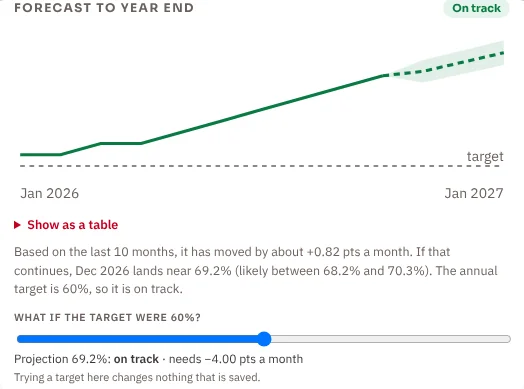 FORECAST TO YEAR END
On track
target
Jan 2026
Jan 2027
Show as a table
Based on the last 10 months, it has moved by about +0.82 pts a month. If that
continues, Dec 2026 lands near 69.2% (likely between 68.2% and 70.3%). The annual
target is 60%, so it is on track.
WHAT IF THE TARGET WERE 60%?
Projection 69.2%: on track · needs −4.00 pts a month
Trying a target here changes nothing that is saved.